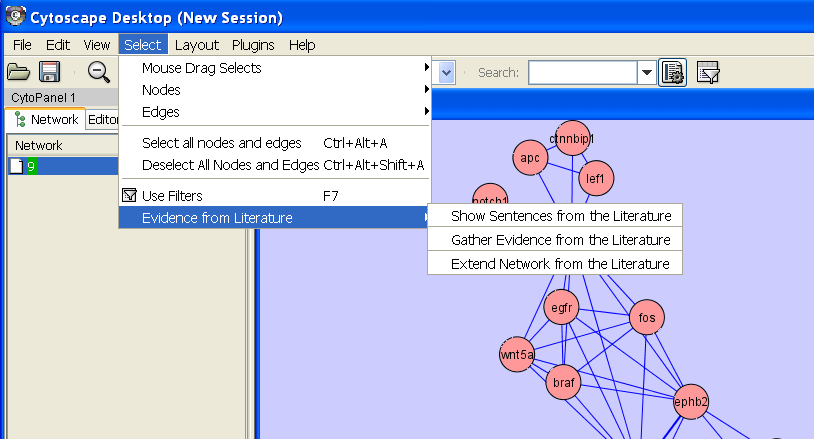 Cytoscape Desktop (New Session)
File Edit View Select Layout Plugins Help
Search:
CytoPanel 1
Network Editor
Network
9
Mouse Drag Selects
Nodes
Edges
Select all nodes and edges Ctrl+Alt+A
Deselect All Nodes and Edges Ctrl+Alt+Shift+A
Use Filters F7
Evidence from Literature
Show Sentences from the Literature
Gather Evidence from the Literature
Extend Network from the Literature
ctnnbip1
apc
lef1
notch1
egfr
fos
wnt5a
braf
ephb2